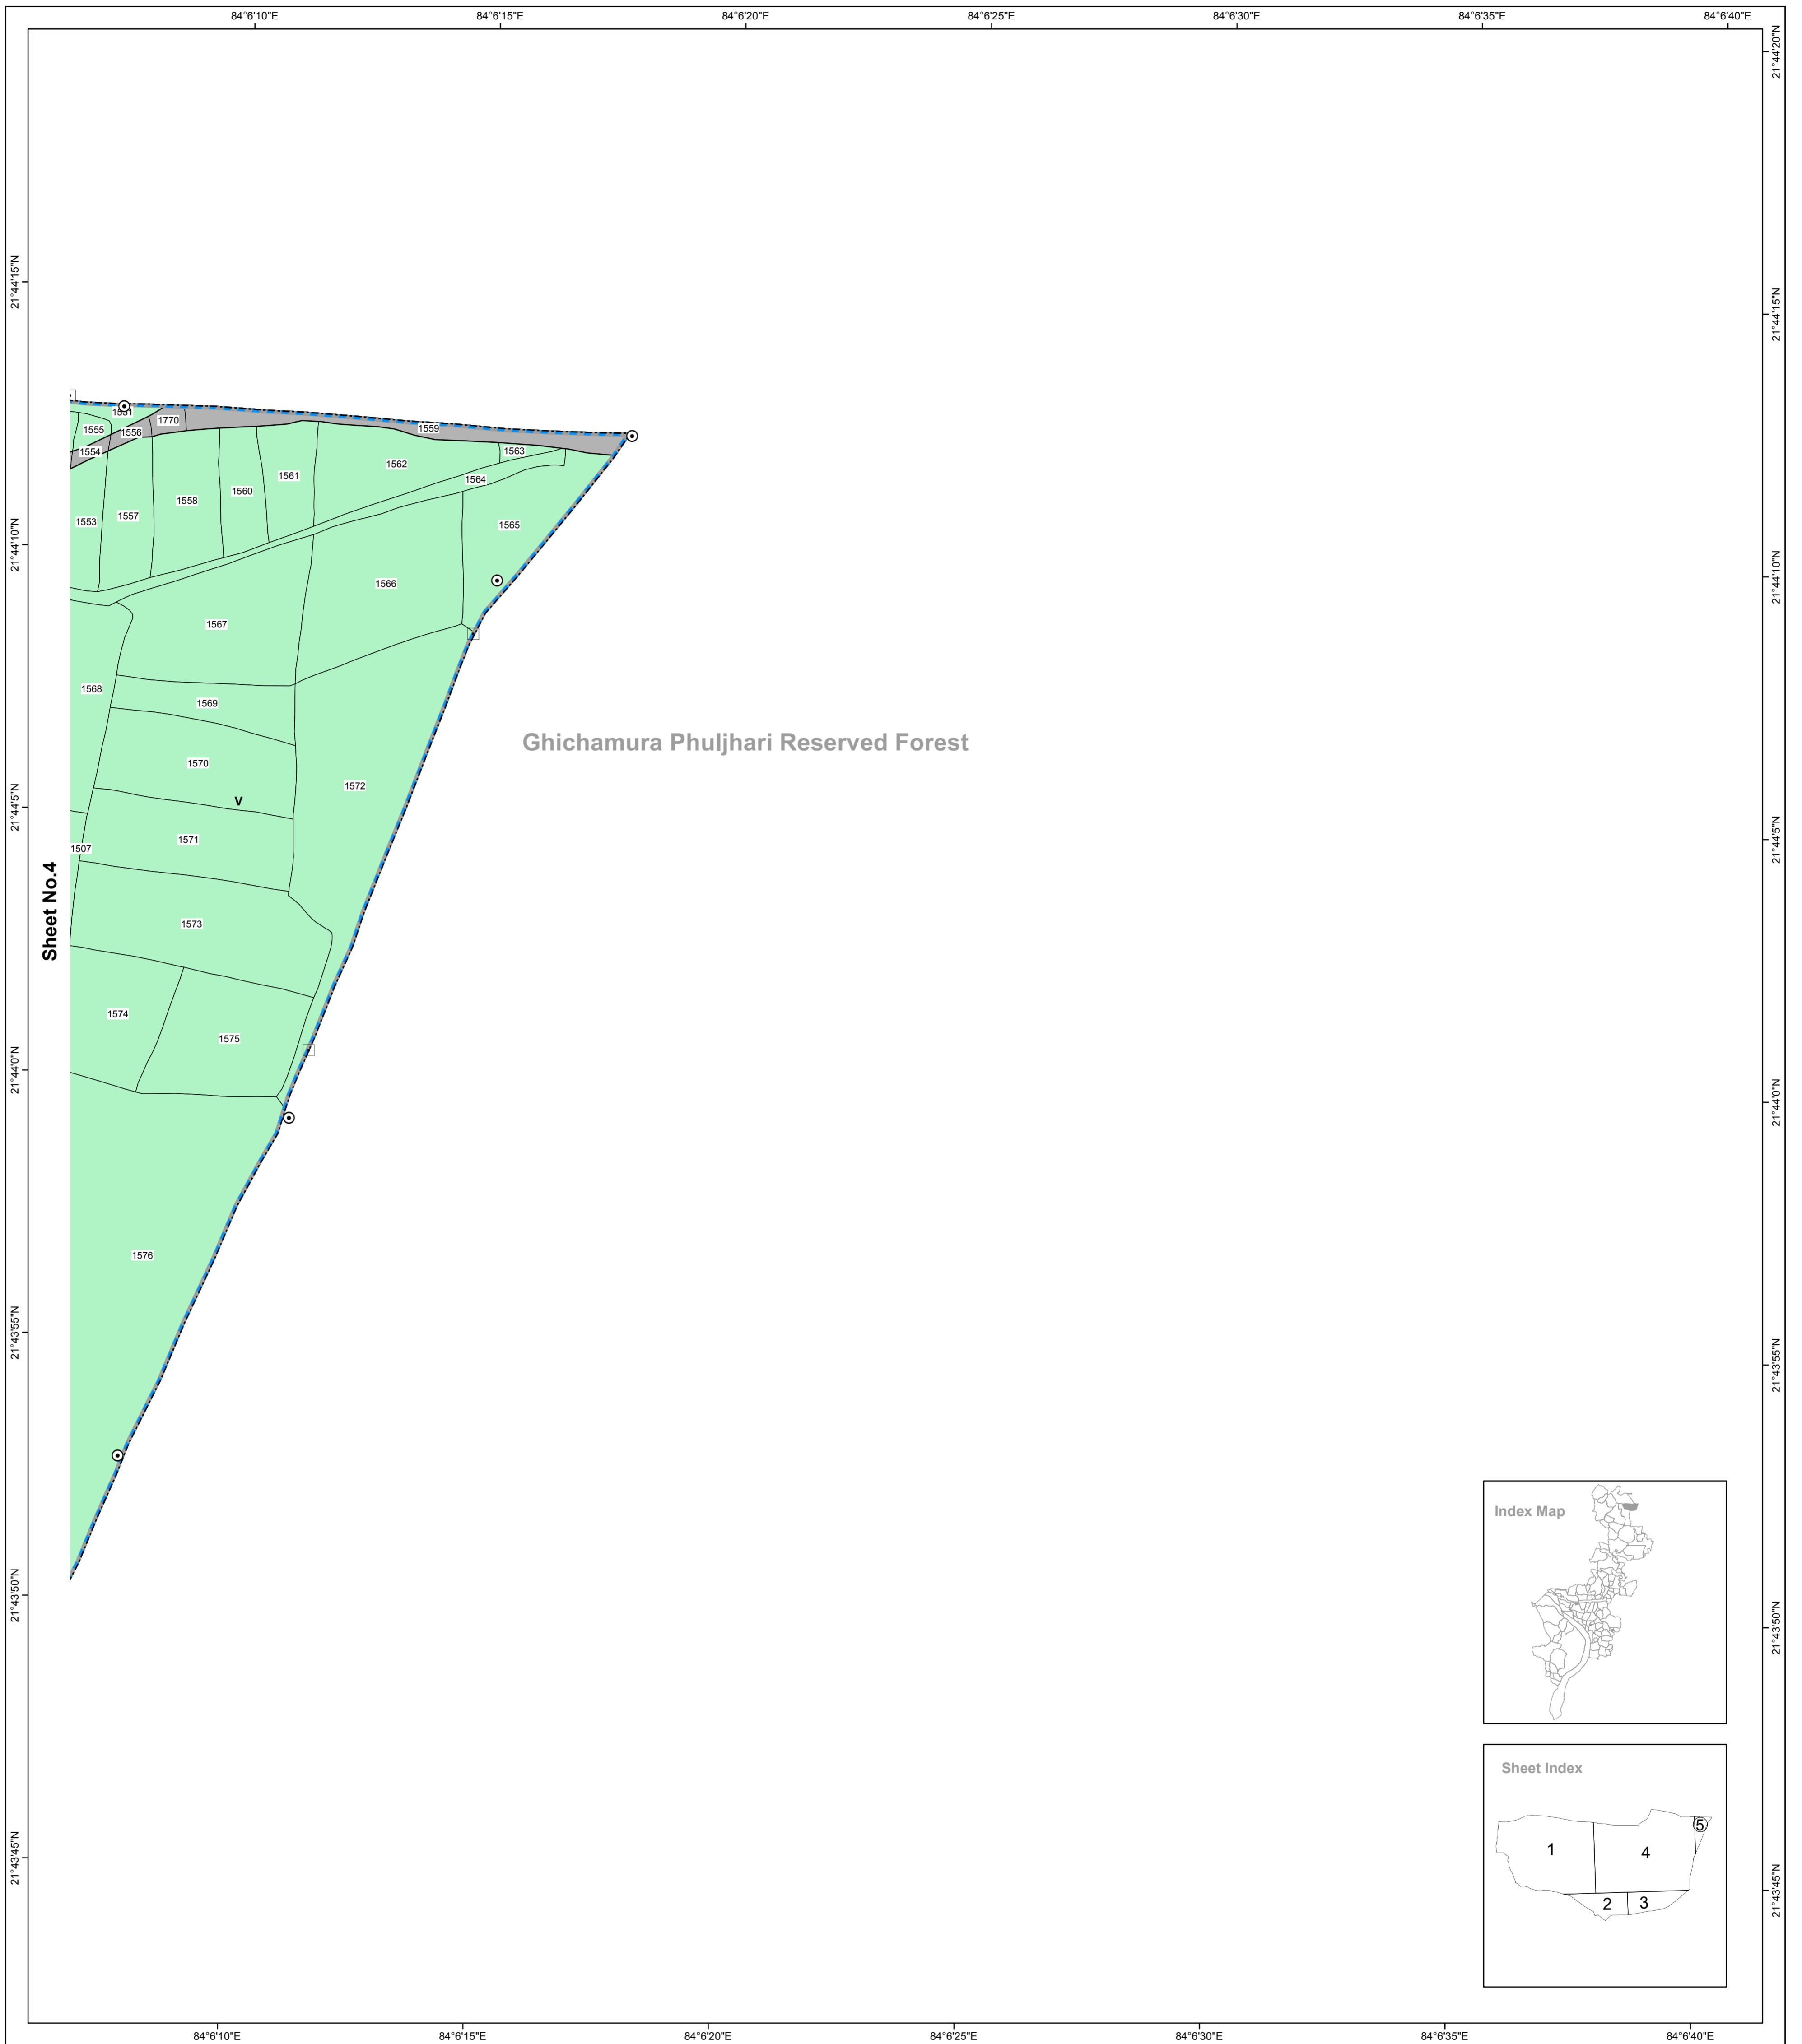 84°6'10"E 84°6'15"E 84°6'20"E 84°6'25"E 84°6'30"E 84°6'35"E 84°6'40"E
21°44'20"N
21°44'15"N
21°44'15"N
1551
1770
1555
1556
1559
1554
1563
1562
1561
1564
1560
1558
1557
1553
1565
21°44'10"N
21°44'10"N
1566
1567
1568
1569
Ghichamura Phuljhari Reserved Forest
1570
1572
V
21°44'5"N
21°44'5"N
1571
1507
Sheet No.4
1573
1574
1575
21°44'0"N
21°44'0"N
1576
21°43'55"N
21°43'55"N
Index Map
21°43'50"N
21°43'50"N
Sheet Index
5
1
4
2
3
21°43'45"N
21°43'45"N
84°6'10"E 84°6'15"E 84°6'20"E 84°6'25"E 84°6'30"E 84°6'35"E 84°6'40"E